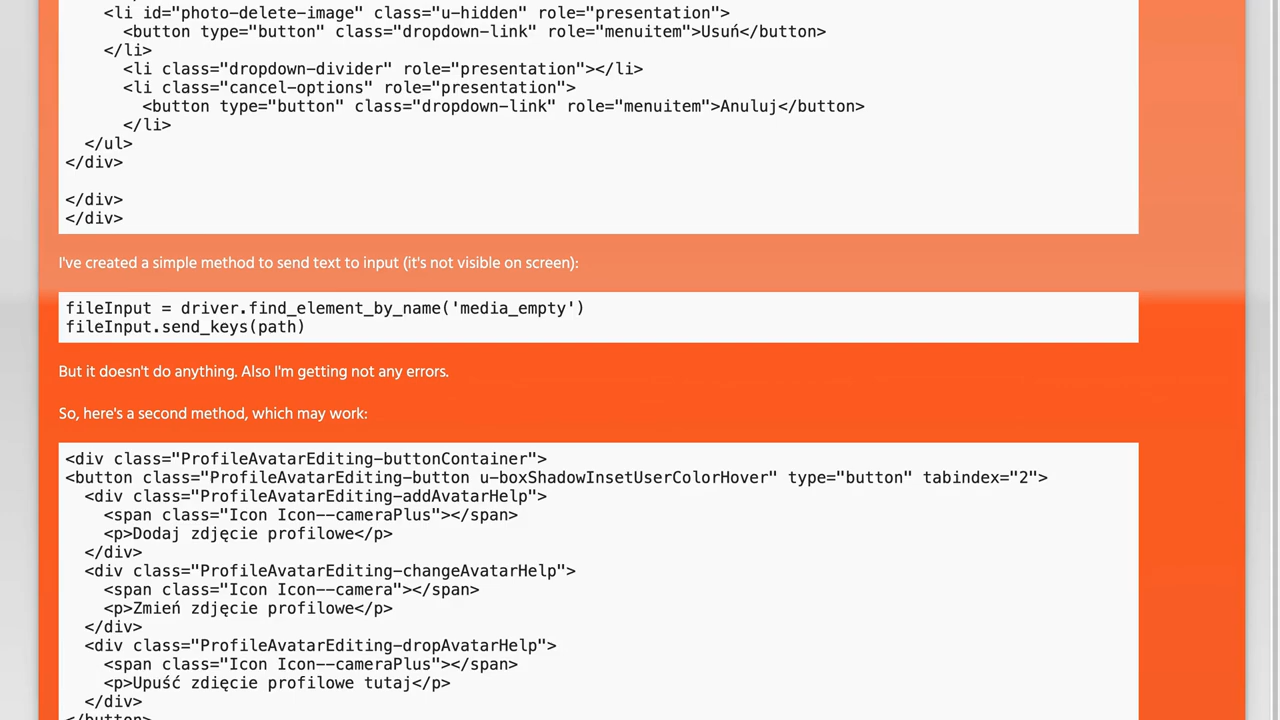 <li id="photo-delete-image" class="u-hidden" role="presentation">
<button type="button" class="dropdown-link" role="menuitem">Usuń</button>
</li>
<li class="dropdown-divider" role="presentation"></li>
<li class="cancel-options" role="presentation">
<button type="button" class="dropdown-link" role="menuitem">Anuluj</button>
</li>
</ul>
</div>
</div>
</div>
I've created a simple method to send text to input (it's not visible on screen):
fileInput = driver.find_element_by_name('media_empty')
fileInput.send_keys(path)
But it doesn't do anything. Also I'm getting not any errors.
So, here's a second method, which may work:
<div class="ProfileAvatarEditing-buttonContainer">
<button class="ProfileAvatarEditing-button u-boxShadowInsetUserColorHover" type="button" tabindex="2">
<div class="ProfileAvatarEditing-addAvatarHelp">
<span class="Icon Icon--cameraPlus"></span>
<p>Dodaj zdjęcie profilowe</p>
</div>
<div class="ProfileAvatarEditing-changeAvatarHelp">
<span class="Icon Icon--camera"></span>
<p>Zmień zdjęcie profilowe</p>
</div>
<div class="ProfileAvatarEditing-dropAvatarHelp">
<span class="Icon Icon--cameraPlus"></span>
<p>Upuść zdięcie profilowe tutaj</p>
</div>
</button>